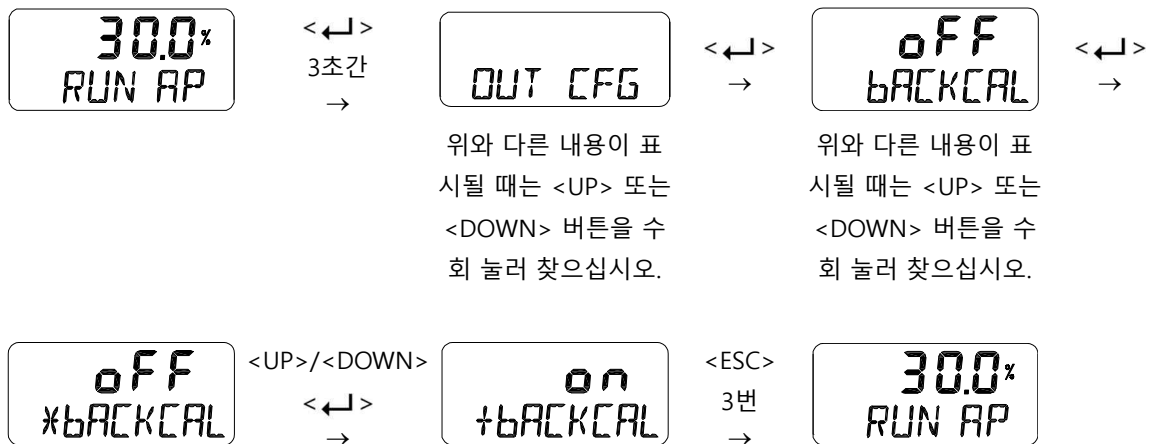 30.0%
RUN AP
<↵>
3초간
→
OUT CFG
<↵>
→
oFF
bACKCAL
<↵>
→
위와 다른 내용이 표
시될 때는 <UP> 또는
<DOWN> 버튼을 수
회 눌러 찾으십시오.
위와 다른 내용이 표
시될 때는 <UP> 또는
<DOWN> 버튼을 수
회 눌러 찾으십시오.
oFF
*bACKCAL
<UP>/<DOWN>
<↵>
→
on
+bACKCAL
<ESC>
3번
→
30.0%
RUN AP